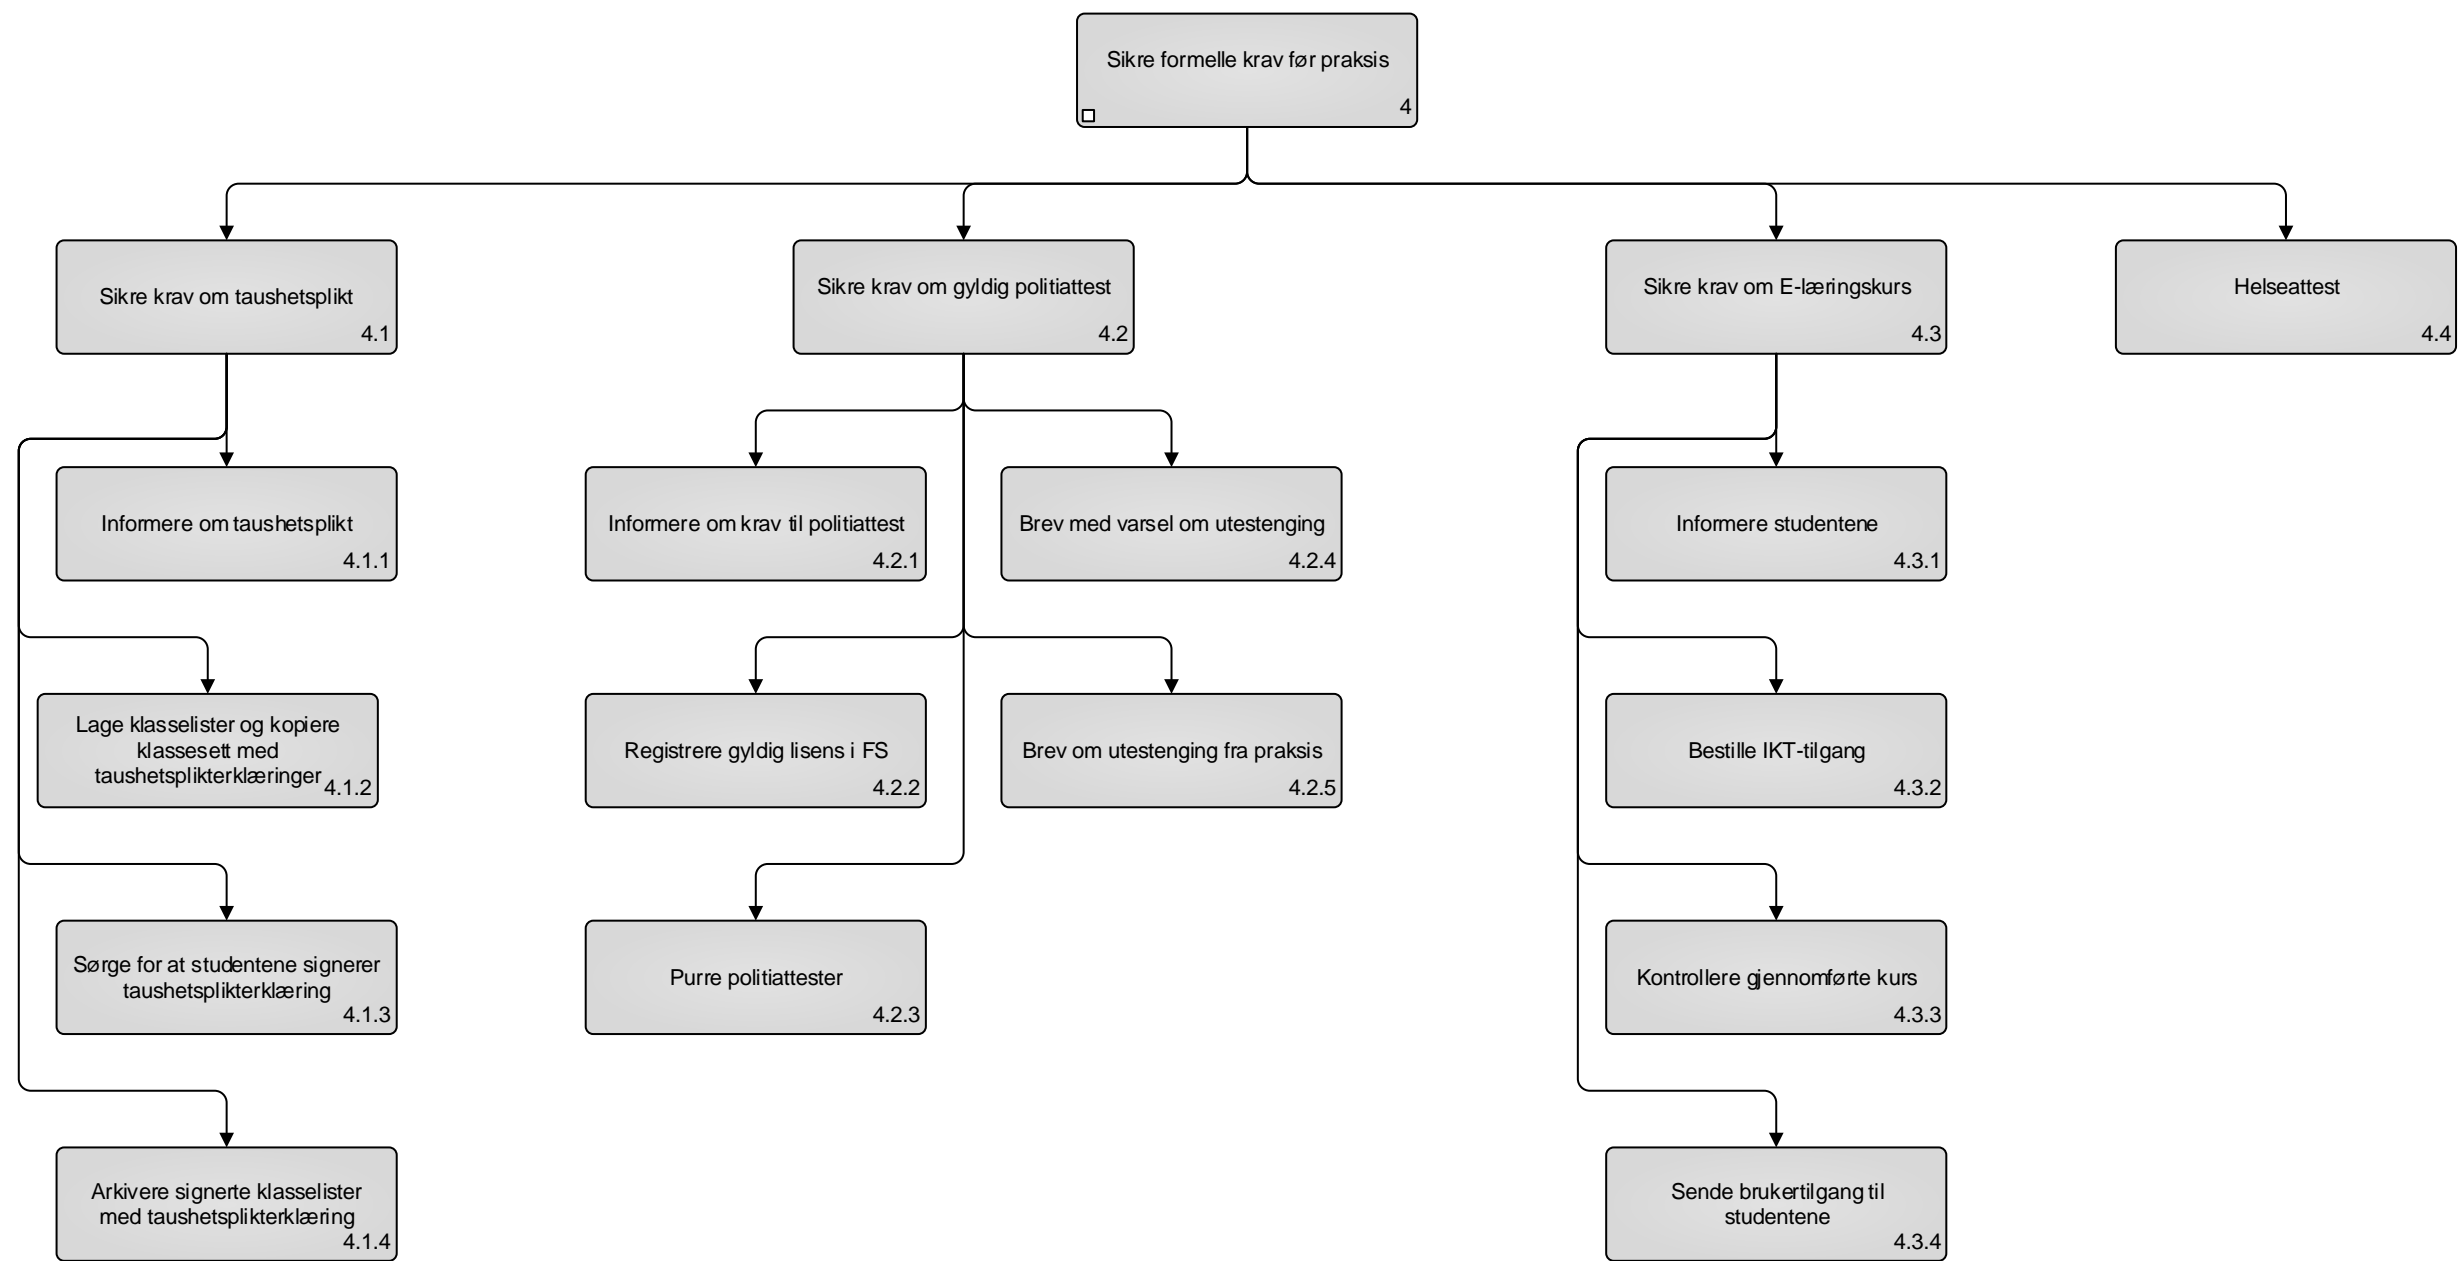 Sikre formelle krav før praksis
4
Sikre krav om taushetsplikt
4.1
Sikre krav om gyldig politiattest
4.2
Sikre krav om E-læringskurs
4.3
Helseattest
4.4
Informere om taushetsplikt
4.1.1
Informere om krav til politiattest
4.2.1
Brev med varsel om utestenging
4.2.4
Informere studentene
4.3.1
Lage klasselister og kopiere
klassesett med
taushetsplikterklæringer
4.1.2
Registrere gyldig lisens i FS
4.2.2
Brev om utestenging fra praksis
4.2.5
Bestille IKT-tilgang
4.3.2
Sørge for at studentene signerer
taushetsplikterklæring
4.1.3
Purre politiattester
4.2.3
Kontrollere gjennomførte kurs
4.3.3
Arkivere signerte klasselister
med taushetsplikterklæring
4.1.4
Sende brukertilgang til
studentene
4.3.4